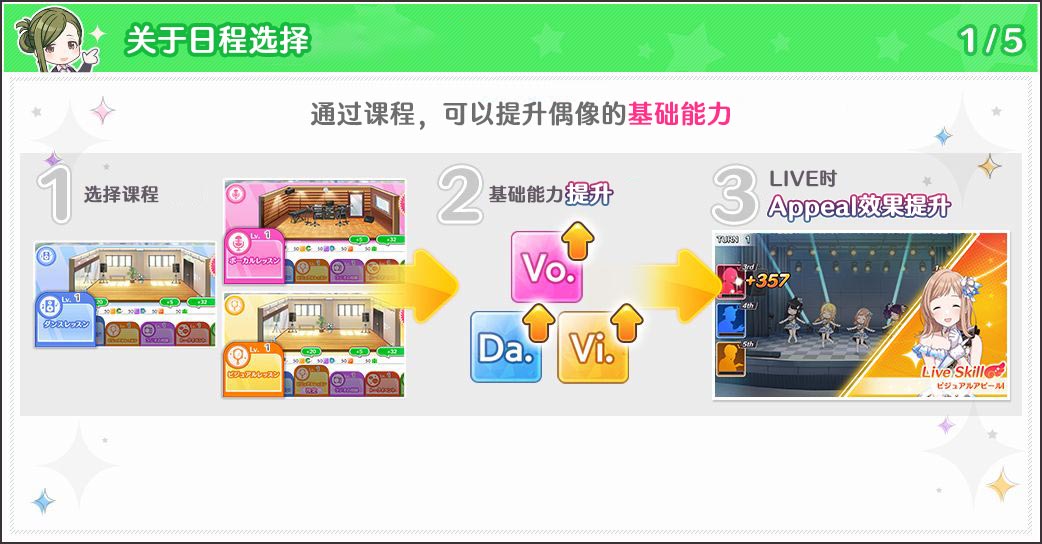 关于日程选择
1/5
通过课程，可以提升偶像的基础能力
1 选择课程
Lv. 1
ダンスレッスン
Lv. 1
ボーカルレッスン
Lv. 1
ビジュアルレッスン
2 基础能力提升
Vo.
Da. Vi.
3 LIVE时
Appeal效果提升
TURN 1
3rd
+357
4th
5th
Live Skill
ビジュアルアピールI